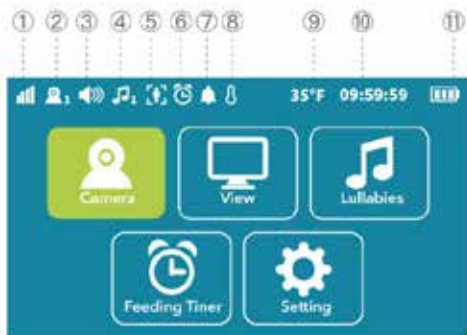 ① ② ③ ④ ⑤ ⑥ ⑦ ⑧ ⑨ ⑩ ⑪
1 1 35°F 09:59:59
Camera View Lullabies
Feeding Timer Setting